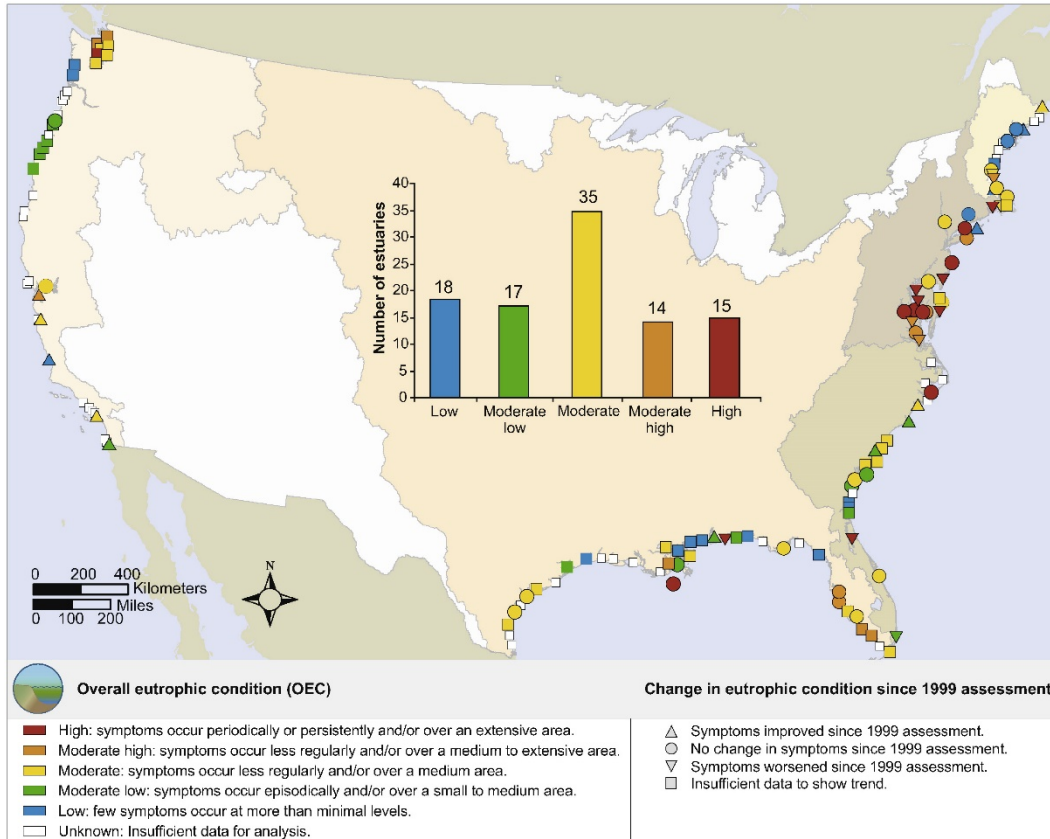 40
35
30
25
20
15
10
5
0
Number of estuaries
18
17
35
14
15
Low
Moderate low
Moderate
Moderate high
High
0 200 400
Kilometers
Miles
0 100 200
N
Overall eutrophic condition (OEC)
High: symptoms occur periodically or persistently and/or over an extensive area.
Moderate high: symptoms occur less regularly and/or over a medium to extensive area.
Moderate: symptoms occur less regularly and/or over a medium area.
Moderate low: symptoms occur episodically and/or over a small to medium area.
Low: few symptoms occur at more than minimal levels.
Unknown: Insufficient data for analysis.
Change in eutrophic condition since 1999 assessment
Symptoms improved since 1999 assessment.
No change in symptoms since 1999 assessment.
Symptoms worsened since 1999 assessment.
Insufficient data to show trend.